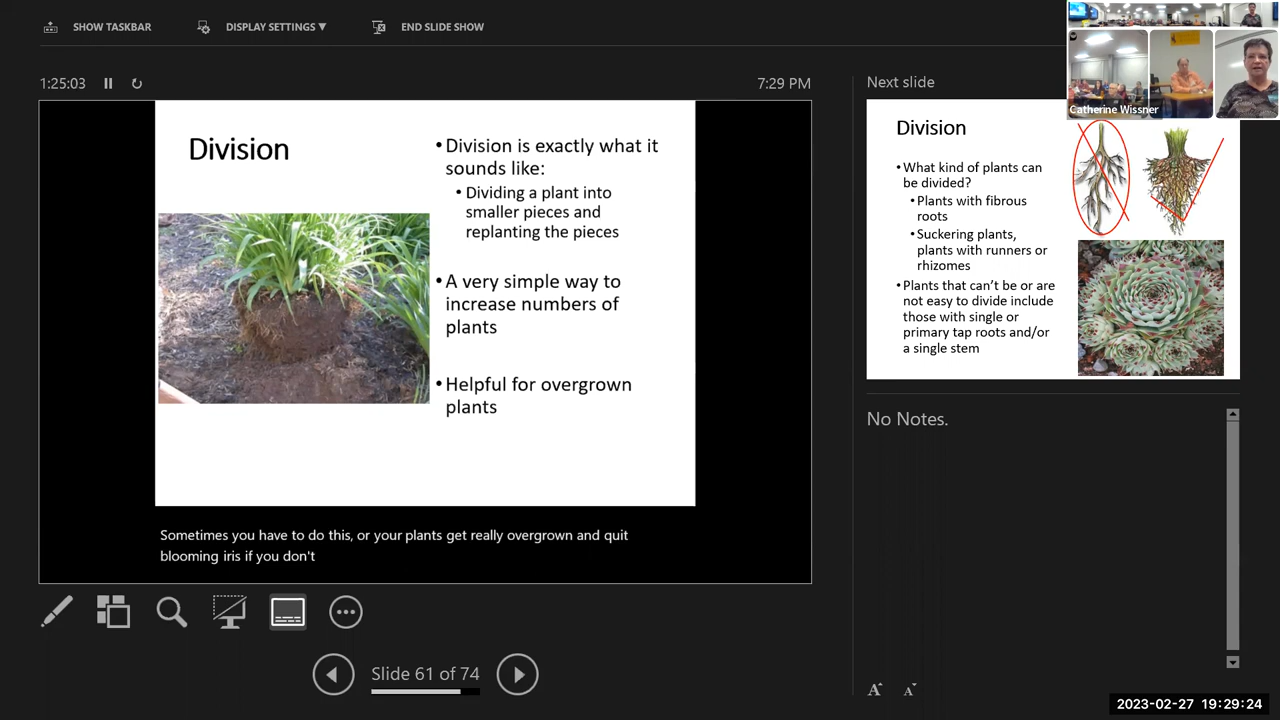 SHOW TASKBAR
DISPLAY SETTINGS ▼
END SLIDE SHOW
Catherine Wissner
1:25:03
7:29 PM
Division
• Division is exactly what it
sounds like:
• Dividing a plant into
smaller pieces and
replanting the pieces
• A very simple way to
increase numbers of
plants
• Helpful for overgrown
plants
Sometimes you have to do this, or your plants get really overgrown and quit
blooming iris if you don't
Slide 61 of 74
Next slide
Division
• What kind of plants can
be divided?
• Plants with fibrous
roots
• Suckering plants,
plants with runners or
rhizomes
• Plants that can't be or are
not easy to divide include
those with single or
primary tap roots and/or
a single stem
No Notes.
A A
2023-02-27 19:29:24